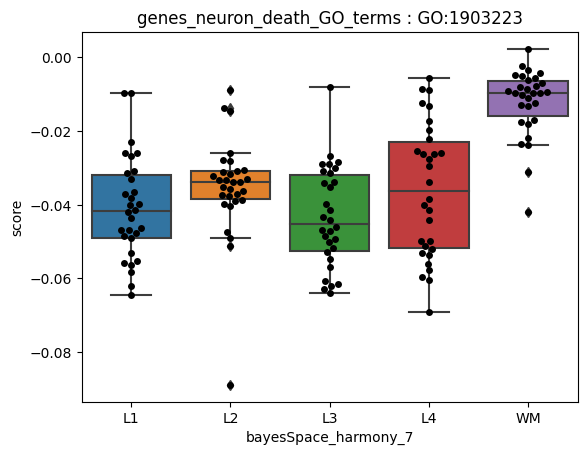 genes_neuron_death_GO_terms : GO:1903223
0.00
−0.02
−0.04
−0.06
−0.08
score
L1 L2 L3 L4 WM
bayesSpace_harmony_7